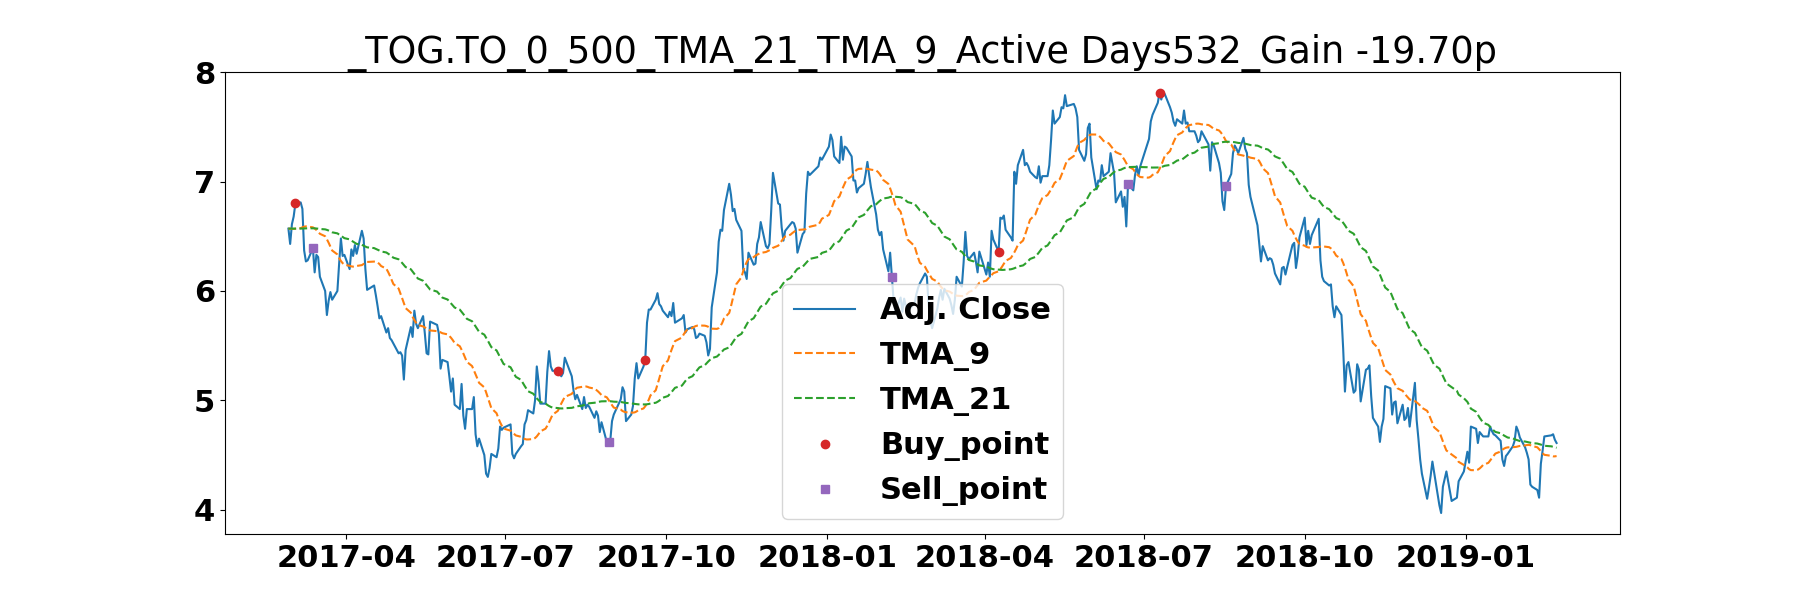 _TOG.TO_0_500_TMA_21_TMA_9_Active Days532_Gain -19.70p
8
7
6
5
4
Adj. Close
TMA_9
TMA_21
Buy_point
Sell_point
2017-04 2017-07 2017-10 2018-01 2018-04 2018-07 2018-10 2019-01